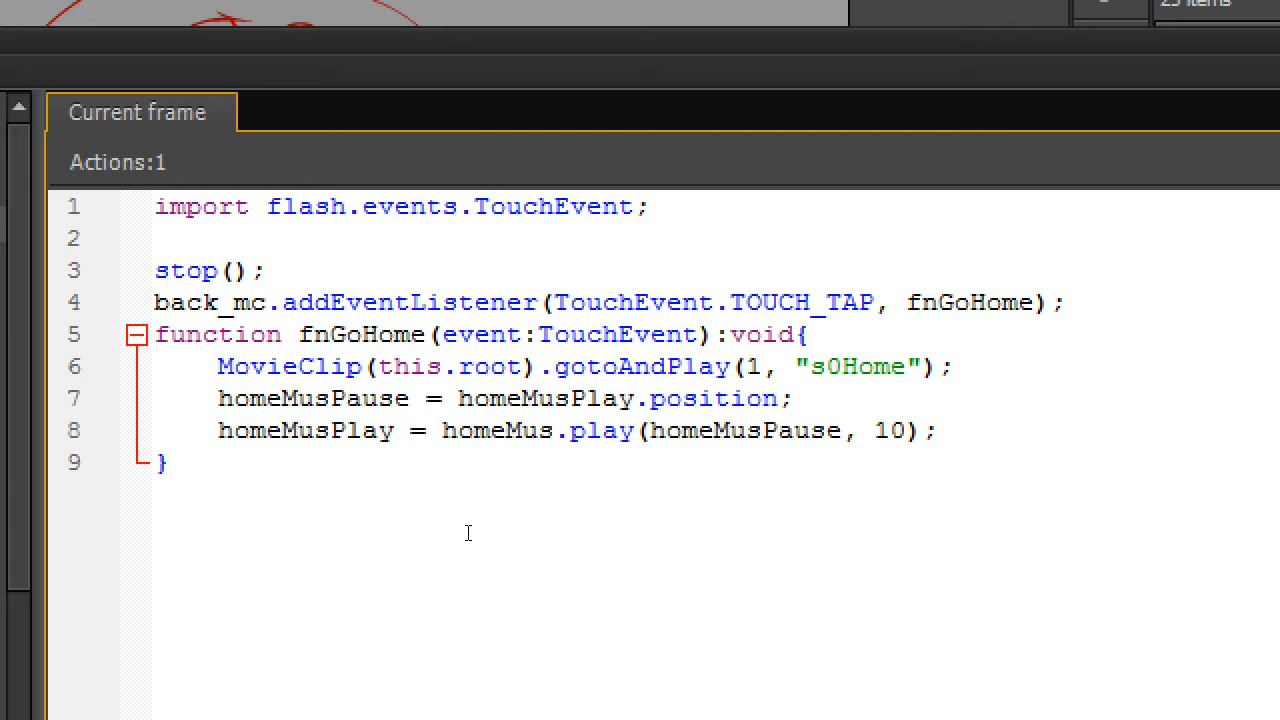 25 items
Current frame
Actions:1
1 import flash.events.TouchEvent;
2
3 stop();
4 back_mc.addEventListener(TouchEvent.TOUCH_TAP, fnGoHome);
5 function fnGoHome(event:TouchEvent):void{
6 MovieClip(this.root).gotoAndPlay(1, "s0Home");
7 homeMusPause = homeMusPlay.position;
8 homeMusPlay = homeMus.play(homeMusPause, 10);
9 }